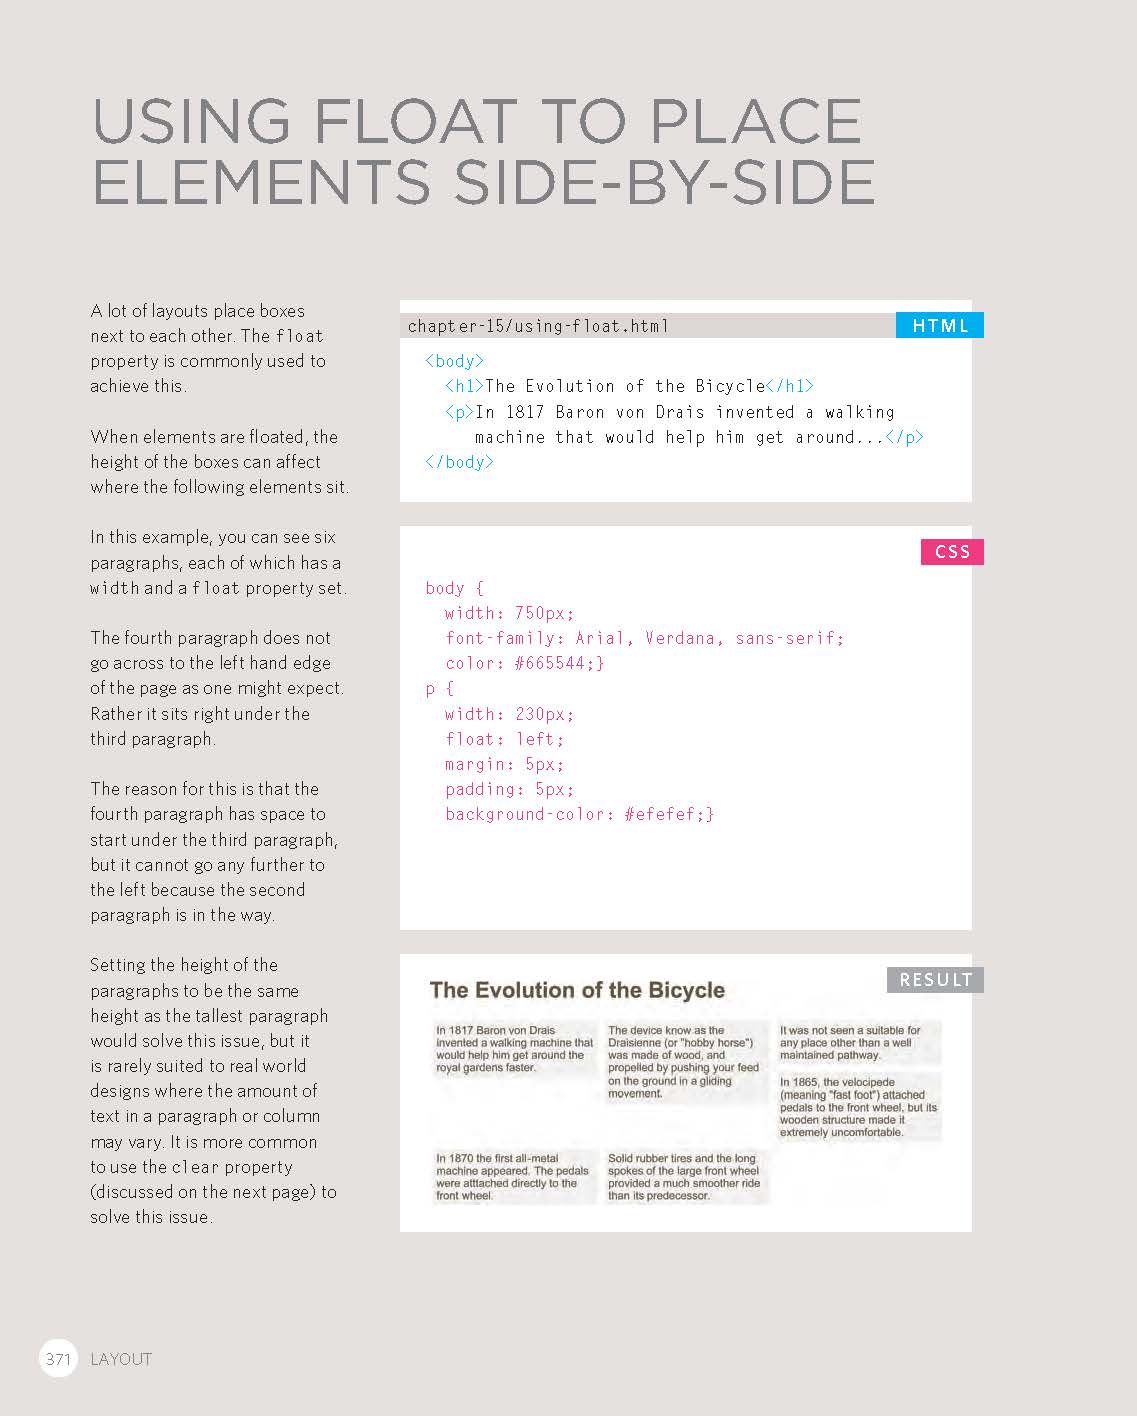 USING FLOAT TO PLACE
ELEMENTS SIDE-BY-SIDE
A lot of layouts place boxes
next to each other. The float
property is commonly used to
achieve this.
When elements are floated, the
height of the boxes can affect
where the following elements sit.
In this example, you can see six
paragraphs, each of which has a
width and a float property set.
The fourth paragraph does not
go across to the left hand edge
of the page as one might expect.
Rather it sits right under the
third paragraph.
The reason for this is that the
fourth paragraph has space to
start under the third paragraph,
but it cannot go any further to
the left because the second
paragraph is in the way.
Setting the height of the
paragraphs to be the same
height as the tallest paragraph
would solve this issue, but it
is rarely suited to real world
designs where the amount of
text in a paragraph or column
may vary. It is more common
to use the clear property
(discussed on the next page) to
solve this issue.
chapter-15/using-float.html
HTML
<body>
<h1>The Evolution of the Bicycle</h1>
<p>In 1817 Baron von Drais invented a walking
machine that would help him get around...</p>
</body>
CSS
body {
width: 750px;
font-family: Arial, Verdana, sans-serif;
color: #665544;}
p {
width: 230px;
float: left;
margin: 5px;
padding: 5px;
background-color: #efefef;}
RESULT
The Evolution of the Bicycle
In 1817 Baron von Drais
invented a walking machine that
would help him get around the
royal gardens faster.
The device know as the
Draisienne (or "hobby horse")
was made of wood, and
propelled by pushing your feed
on the ground in a gliding
movement.
It was not seen a suitable for
any place other than a well
maintained pathway.
In 1865, the velocipede
(meaning "fast foot") attached
pedals to the front wheel, but its
wooden structure made it
extremely uncomfortable.
In 1870 the first all-metal
machine appeared. The pedals
were atttached directly to the
front wheel.
Solid rubber tires and the long
spokes of the large front wheel
provided a much smoother ride
than its predecessor.
371 LAYOUT